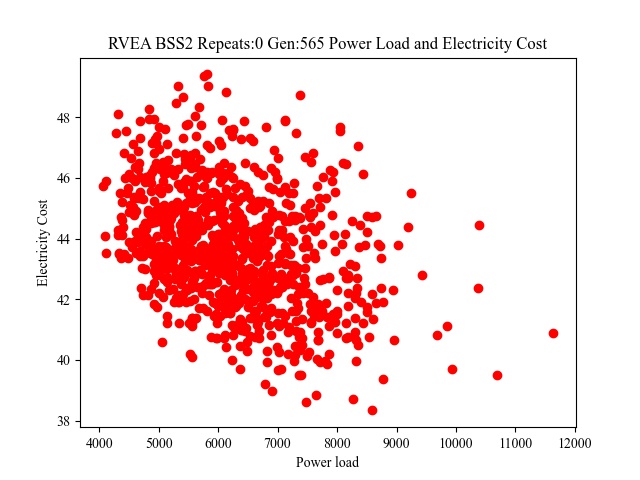 RVEA BSS2 Repeats:0 Gen:565 Power Load and Electricity Cost
Electricity Cost
48
46
44
42
40
38
4000 5000 6000 7000 8000 9000 10000 11000 12000
Power load